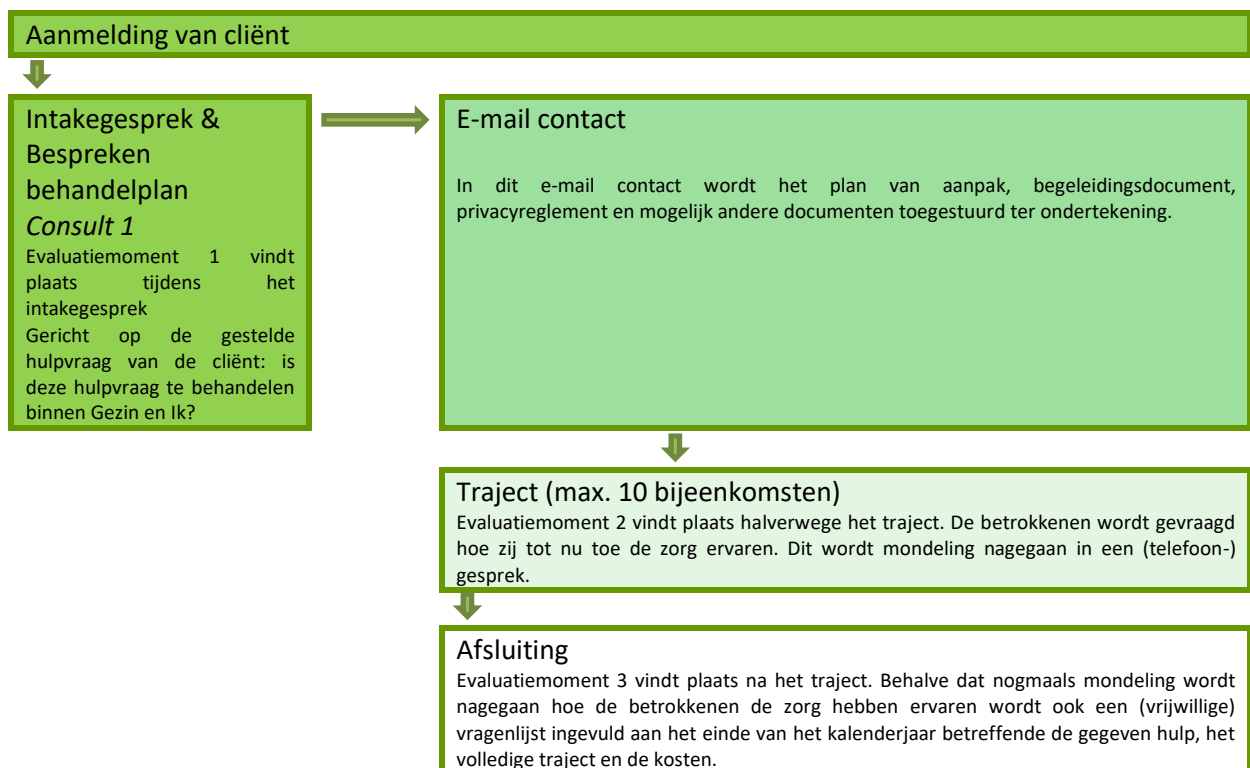 Aanmelding van cliënt
Intakegesprek &
Bespreken
behandelplan
Consult 1
Evaluatiemoment 1 vindt
plaats tijdens het
intakegesprek
Gericht op de gestelde
hulpvraag van de cliënt: is
deze hulpvraag te behandelen
binnen Gezin en Ik?
E-mail contact
In dit e-mail contact wordt het plan van aanpak, begeleidingsdocument,
privacyreglement en mogelijk andere documenten toegestuurd ter ondertekening.
Traject (max. 10 bijeenkomsten)
Evaluatiemoment 2 vindt plaats halverwege het traject. De betrokkenen wordt gevraagd
hoe zij tot nu toe de zorg ervaren. Dit wordt mondeling nagegaan in een (telefoon-)
gesprek.
Afsluiting
Evaluatiemoment 3 vindt plaats na het traject. Behalve dat nogmaals mondeling wordt
nagegaan hoe de betrokkenen de zorg hebben ervaren wordt ook een (vrijwillige)
vragenlijst ingevuld aan het einde van het kalenderjaar betreffende de gegeven hulp, het
volledige traject en de kosten.